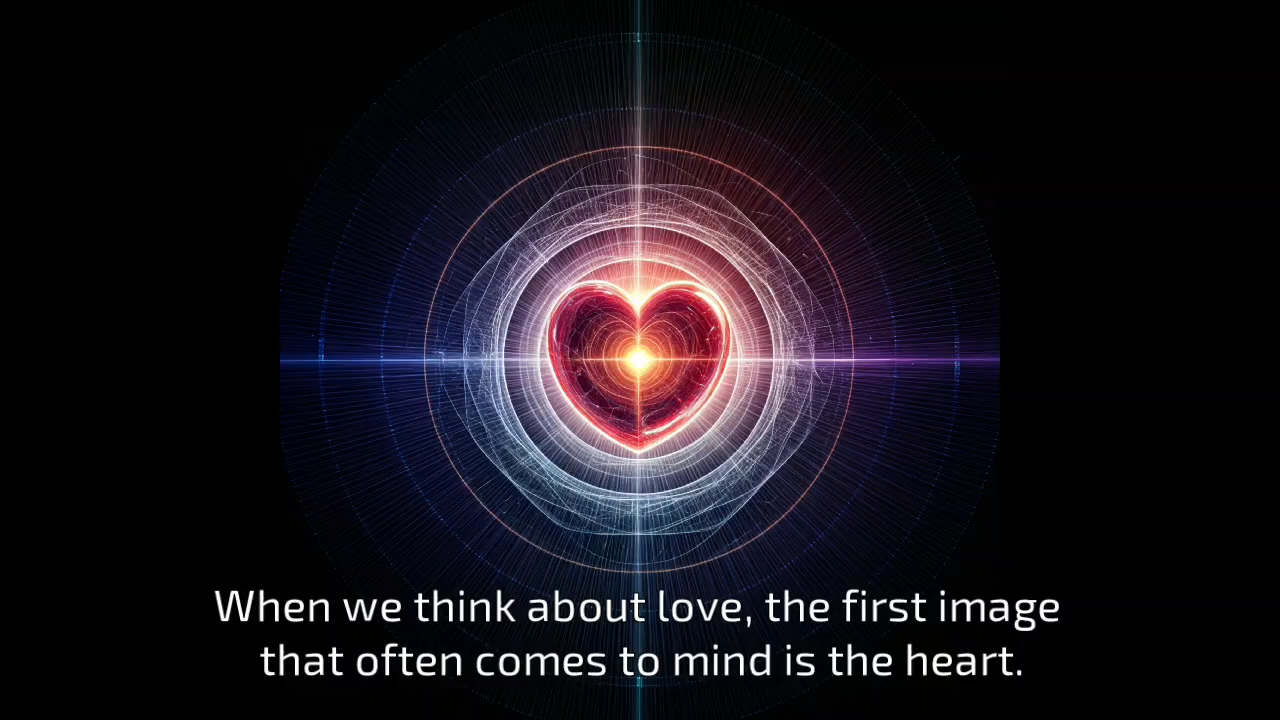 When we think about love, the first image
that often comes to mind is the heart.